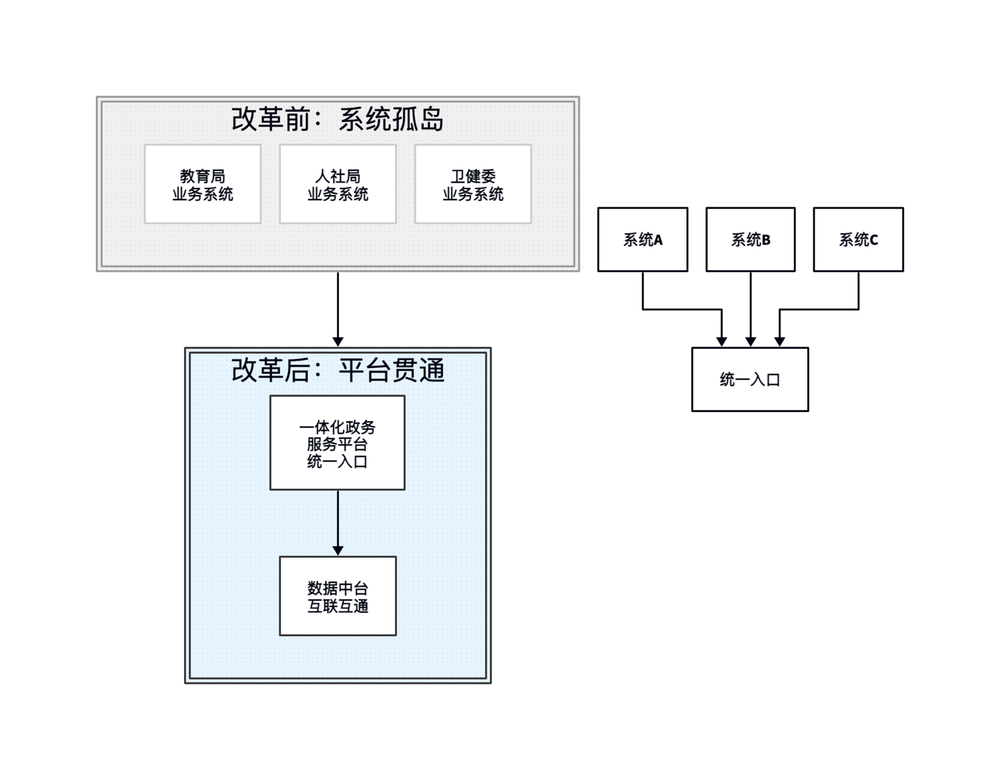 改革前：系统孤岛
教育局
业务系统
人社局
业务系统
卫健委
业务系统
系统A
系统B
系统C
改革后：平台贯通
一体化政务
服务平台
统一入口
统一入口
数据中台
互联互通